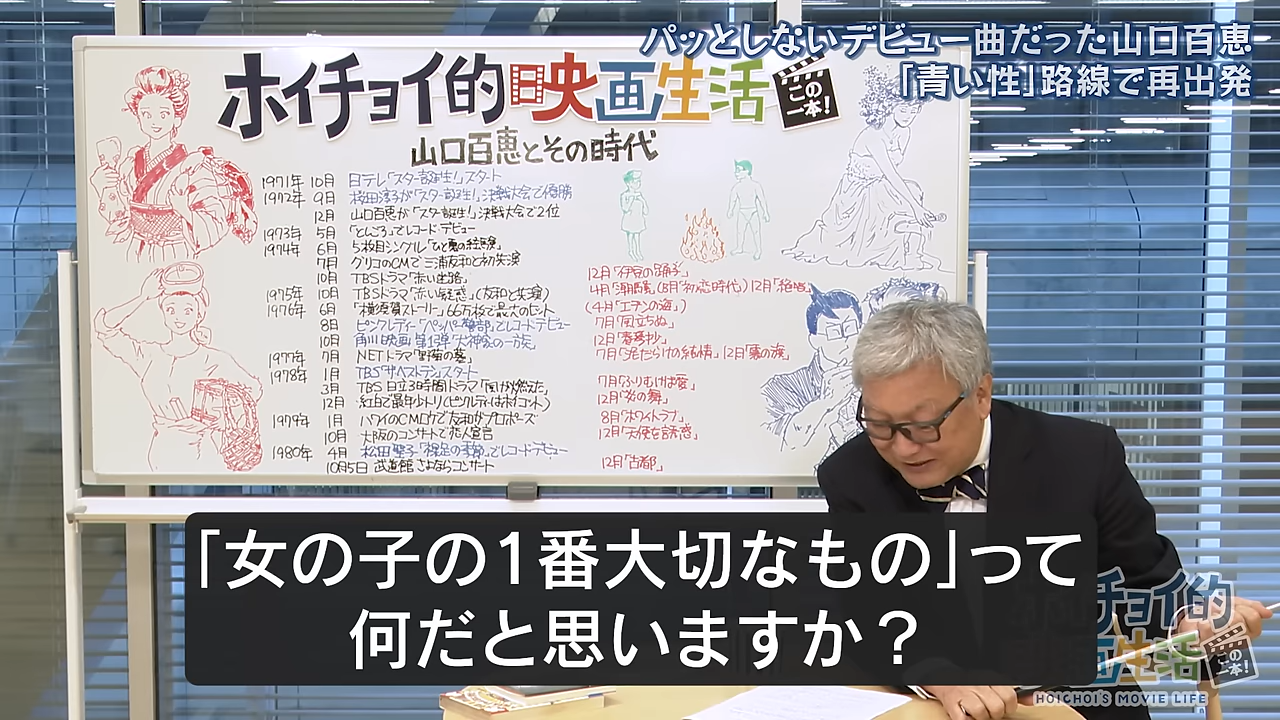 パッとしないデビュー曲だった山口百恵
「青い性」路線で再出発
ホイチョイ的映画生活 この一本!
山口百恵とその時代
1971年 10月 日テレ「スター誕生!」スタート
1972年 9月 桜田淳子が「スター誕生!」決戦大会で優勝
12月 山口百恵が「スター誕生!」決戦大会で2位
1973年 5月 「としごろ」でレコードデビュー
1974年 6月 5枚目シングル「ひと夏の経験」
7月 グリコのCMで三浦友和と初共演
10月 TBSドラマ「赤い迷路」 12月「伊豆の踊子」
1975年 10月 TBSドラマ「赤い疑惑」(友和と共演) 4月「潮騒」(8月「初恋時代」) 12月「絶唱」
1976年 6月 「横須賀ストーリー」66万枚で最大のヒット (4月「エデンの海」)
8月 ピンクレディー「ペッパー警部」でレコードデビュー 7月「風立ちぬ」
10月 角川映画 第1弾「犬神家の一族」 12月「春琴抄」
1977年 7月 NETドラマ「野菊の墓」 7月「泥だらけの純情」 12月「霧の旗」
1978年 1月 TBS「ザ・ベストテン」スタート
3月 TBS 日立3時間ドラマ「風が燃えた」 7月「ふりむけば愛」
12月 紅白で最年少トリ(ピンクレディはボイコット) 12月「炎の舞」
1979年 1月 ハワイのCMロケで友和がプロポーズ 8月「ホワイト・ラブ」
10月 大阪のコンサートで恋人宣言 12月「天使を誘惑」
1980年 4月 松田聖子「裸足の季節」でレコードデビュー
10月5日 武道館 さよならコンサート 12月「古都」
「女の子の1番大切なもの」って
何だと思いますか?
チョイ的
画生活 この一本!
HOICHOI'S MOVIE LIFE